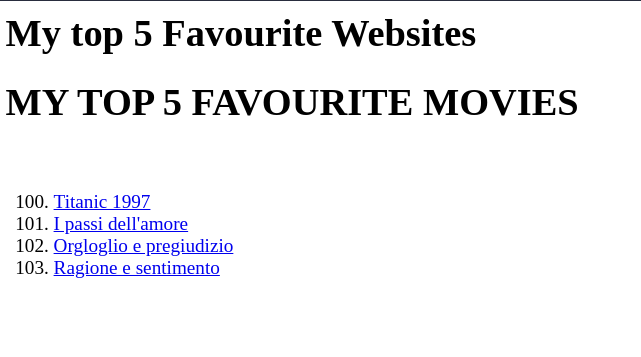 My top 5 Favourite Websites
MY TOP 5 FAVOURITE MOVIES
100. Titanic 1997
101. I passi dell'amore
102. Orgloglio e pregiudizio
103. Ragione e sentimento